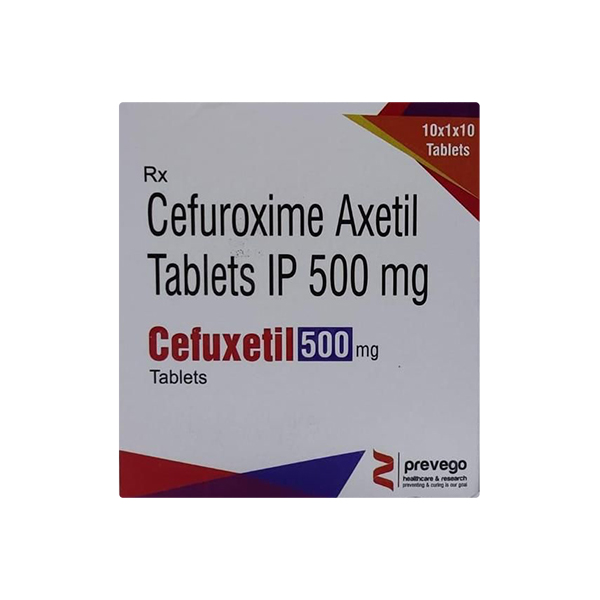 10x1x10
Tablets
Rx
Cefuroxime Axetil
Tablets IP 500 mg
Cefuxetil 500 mg
Tablets
prevego
healthcare & research
preventing & curing is our goal